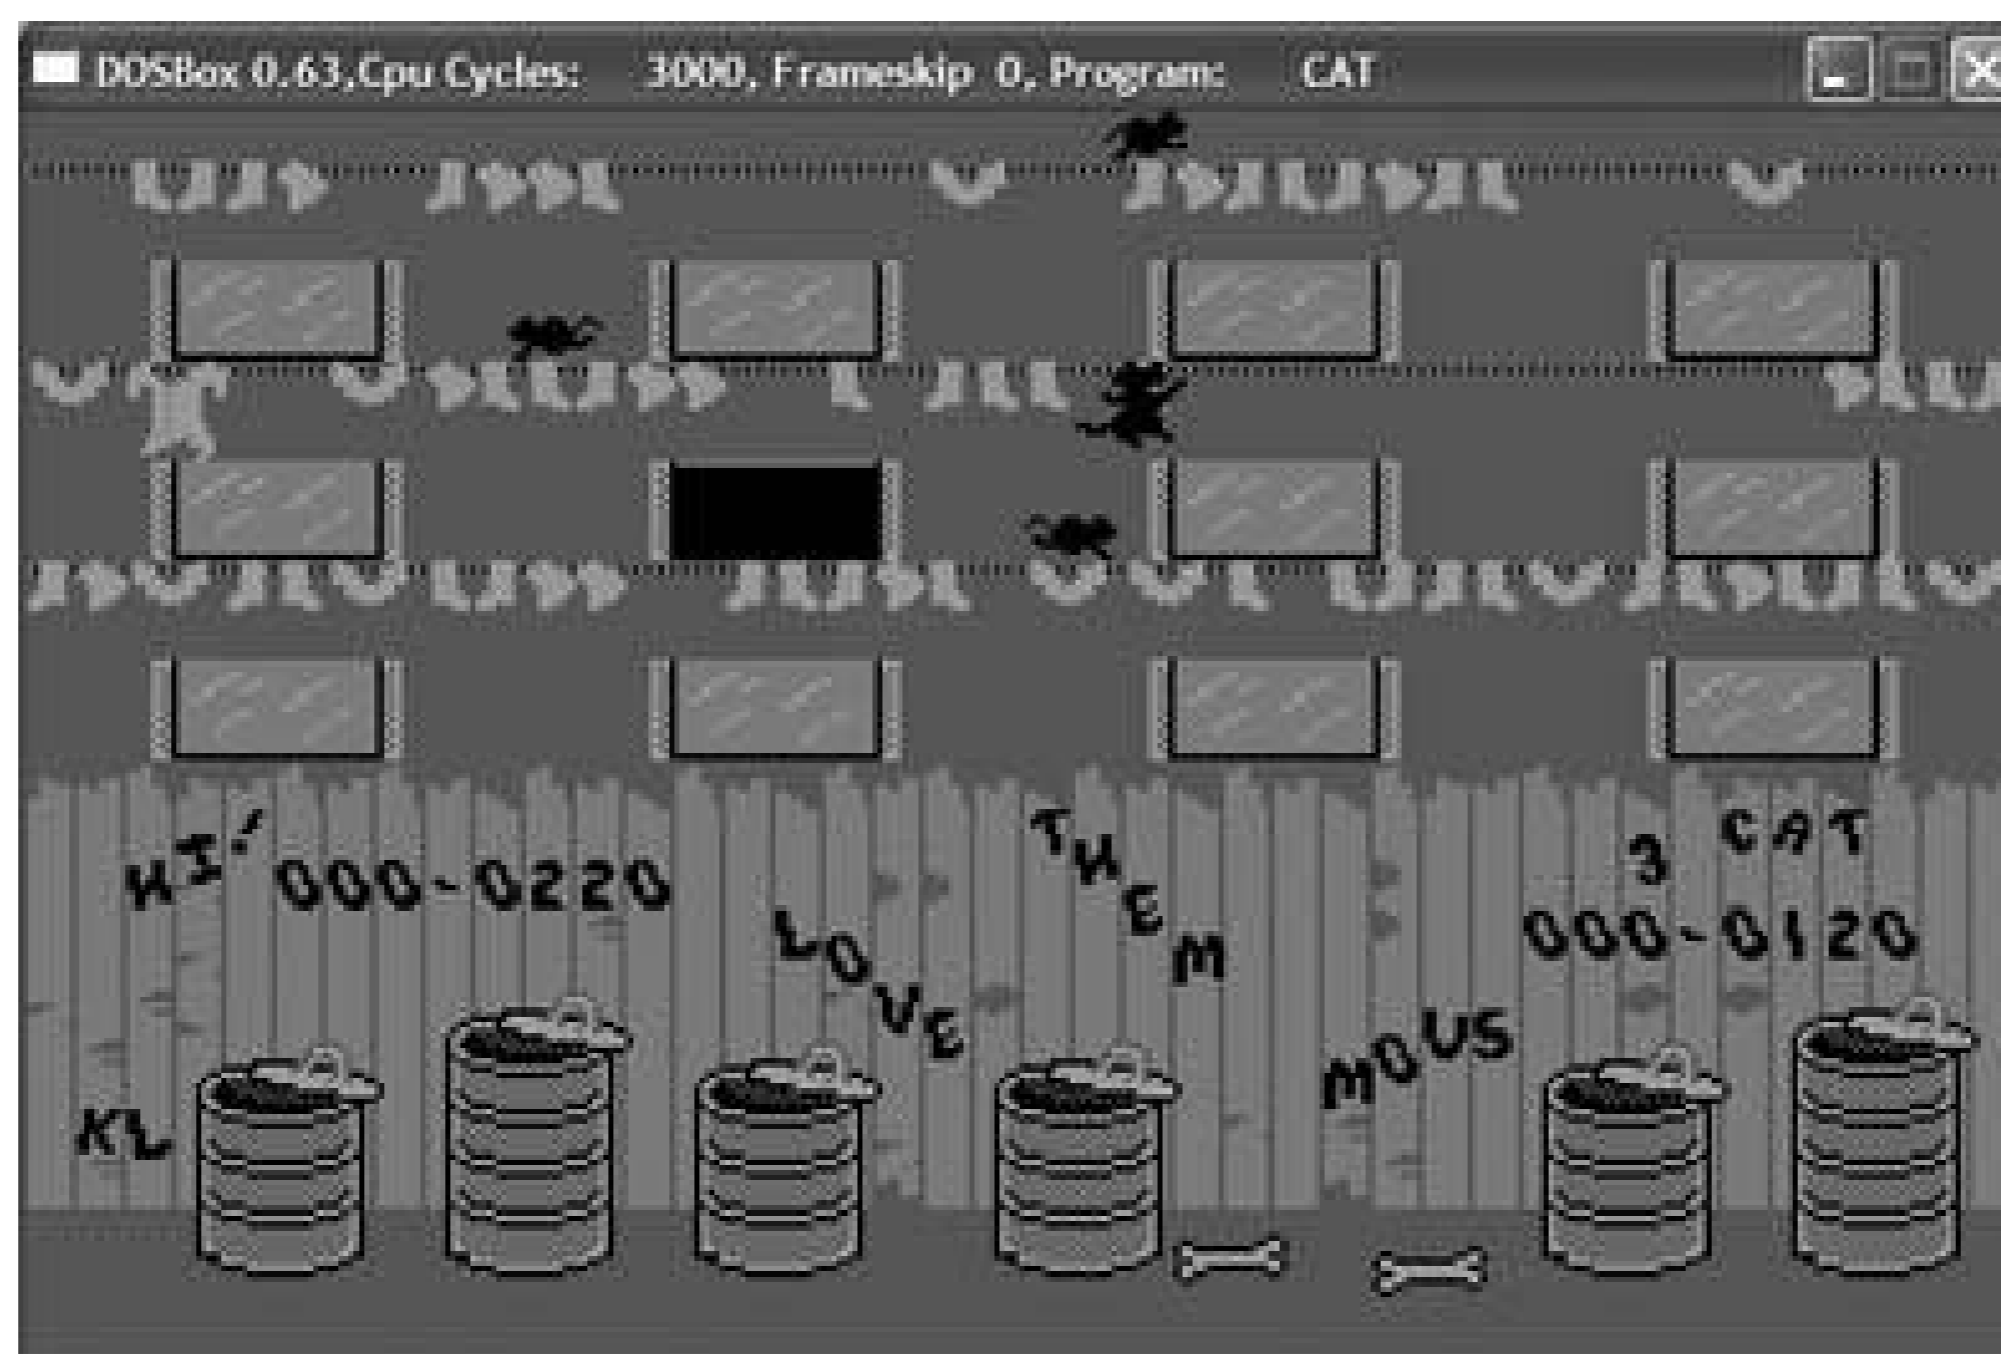 DOSBox 0.63,Cpu Cycles: 3000, Frameskip 0, Program: CAT
HI!
000-0220
LOVE
THEM
3 CAT
000-0120
MOUS
KL